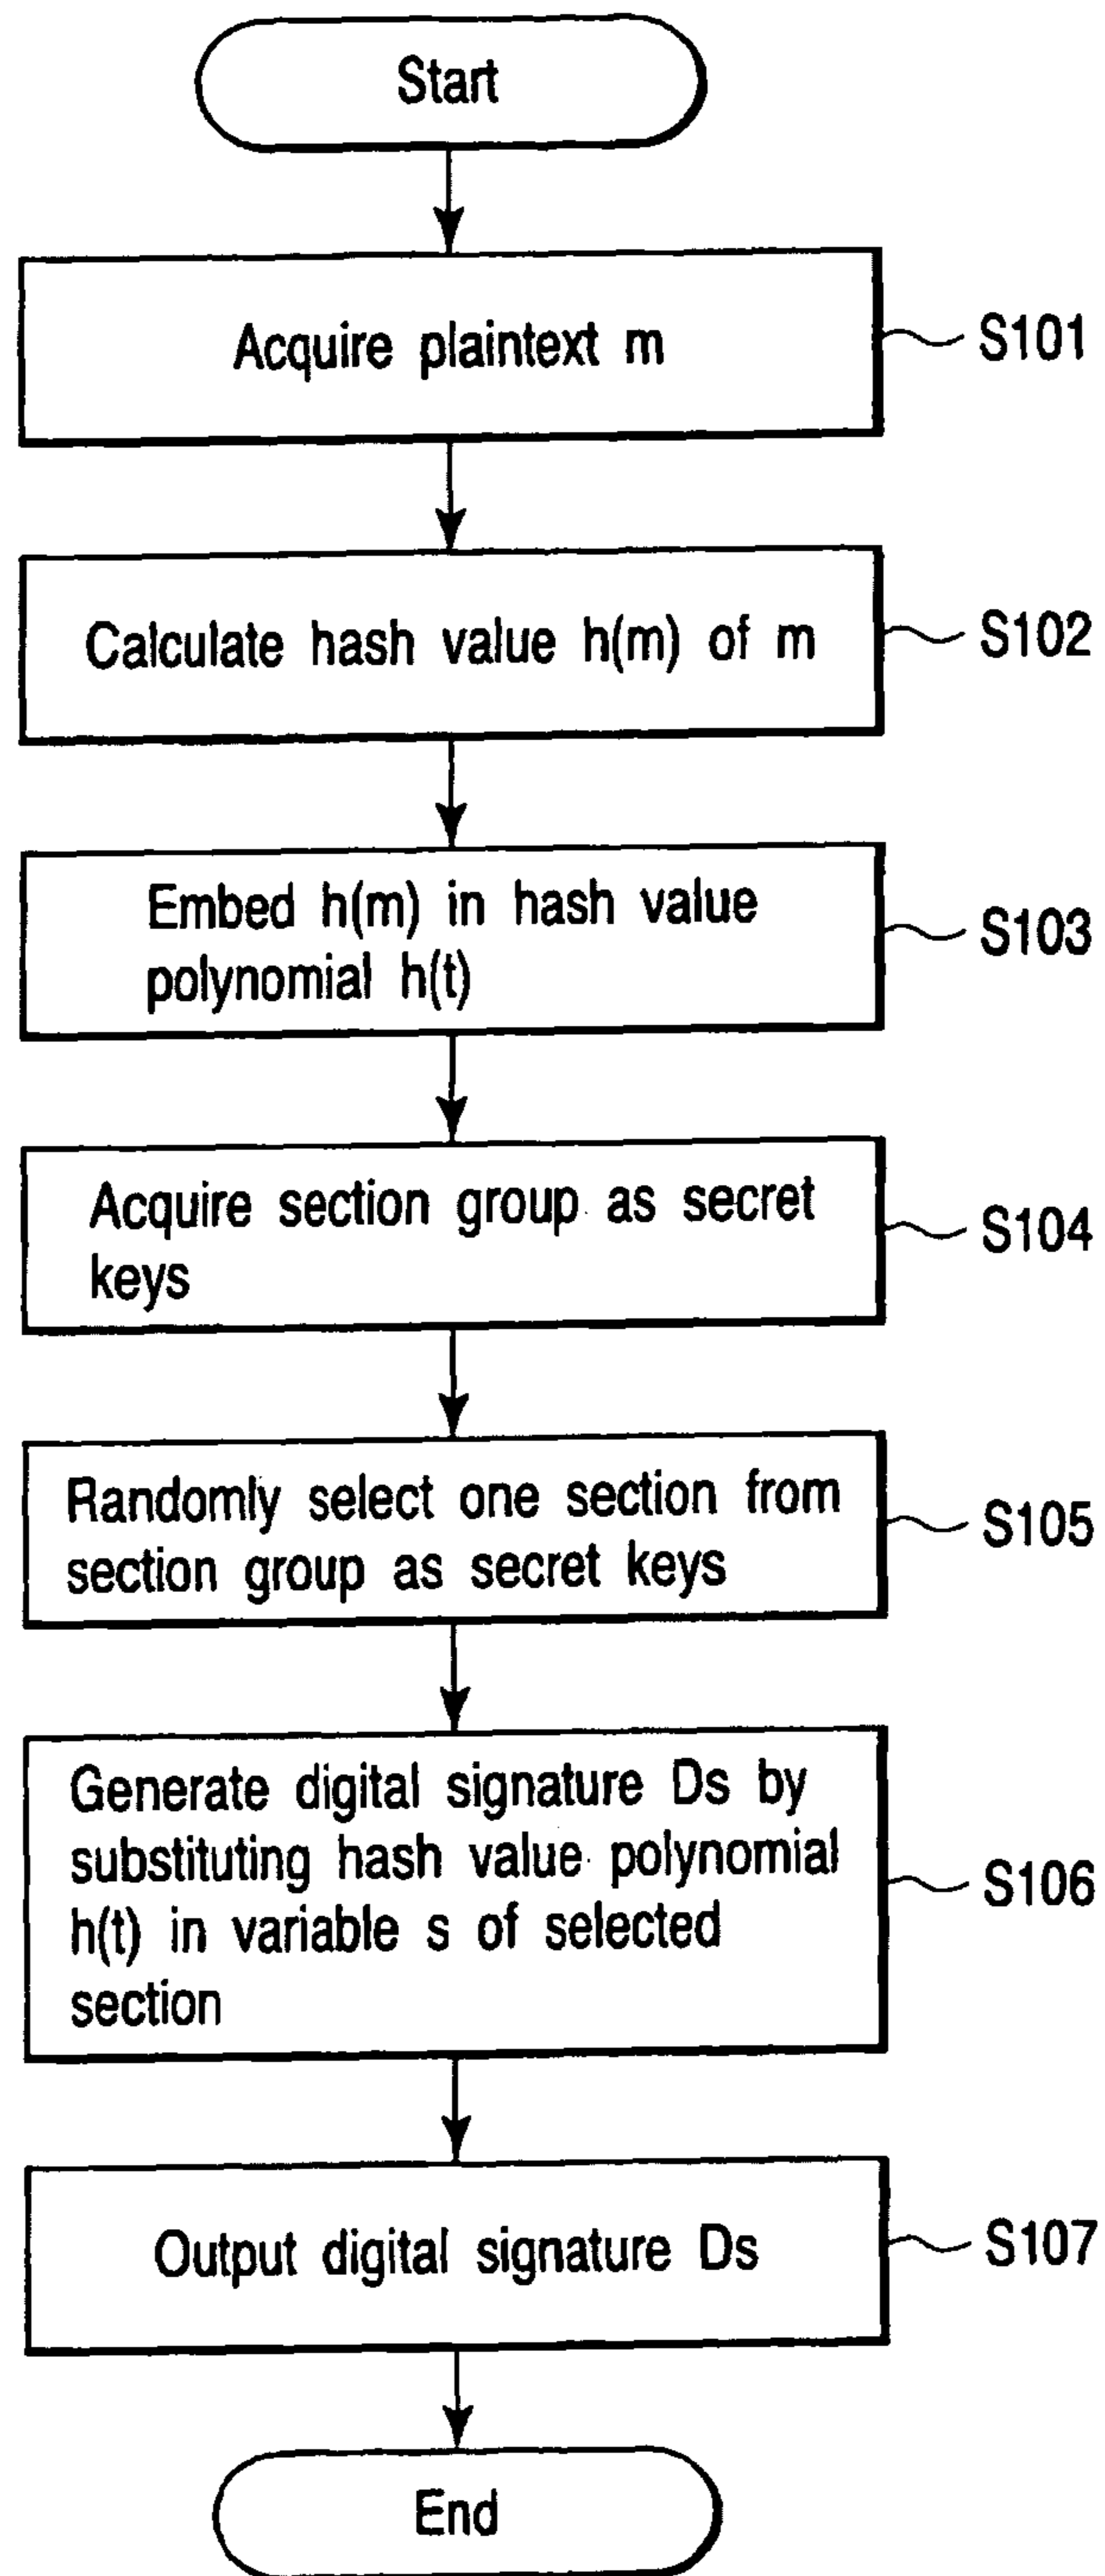 Start
Acquire plaintext m
S101
Calculate hash value h(m) of m
S102
Embed h(m) in hash value
polynomial h(t)
S103
Acquire section group as secret
keys
S104
Randomly select one section from
section group as secret keys
S105
Generate digital signature Ds by
substituting hash value polynomial
h(t) in variable s of selected
section
S106
Output digital signature Ds
S107
End